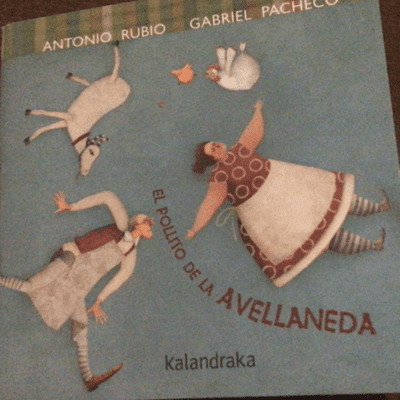 ANTONIO RUBIO GABRIEL PACHECO
EL POLLITO DE LA AVELLANEDA
kalandraka